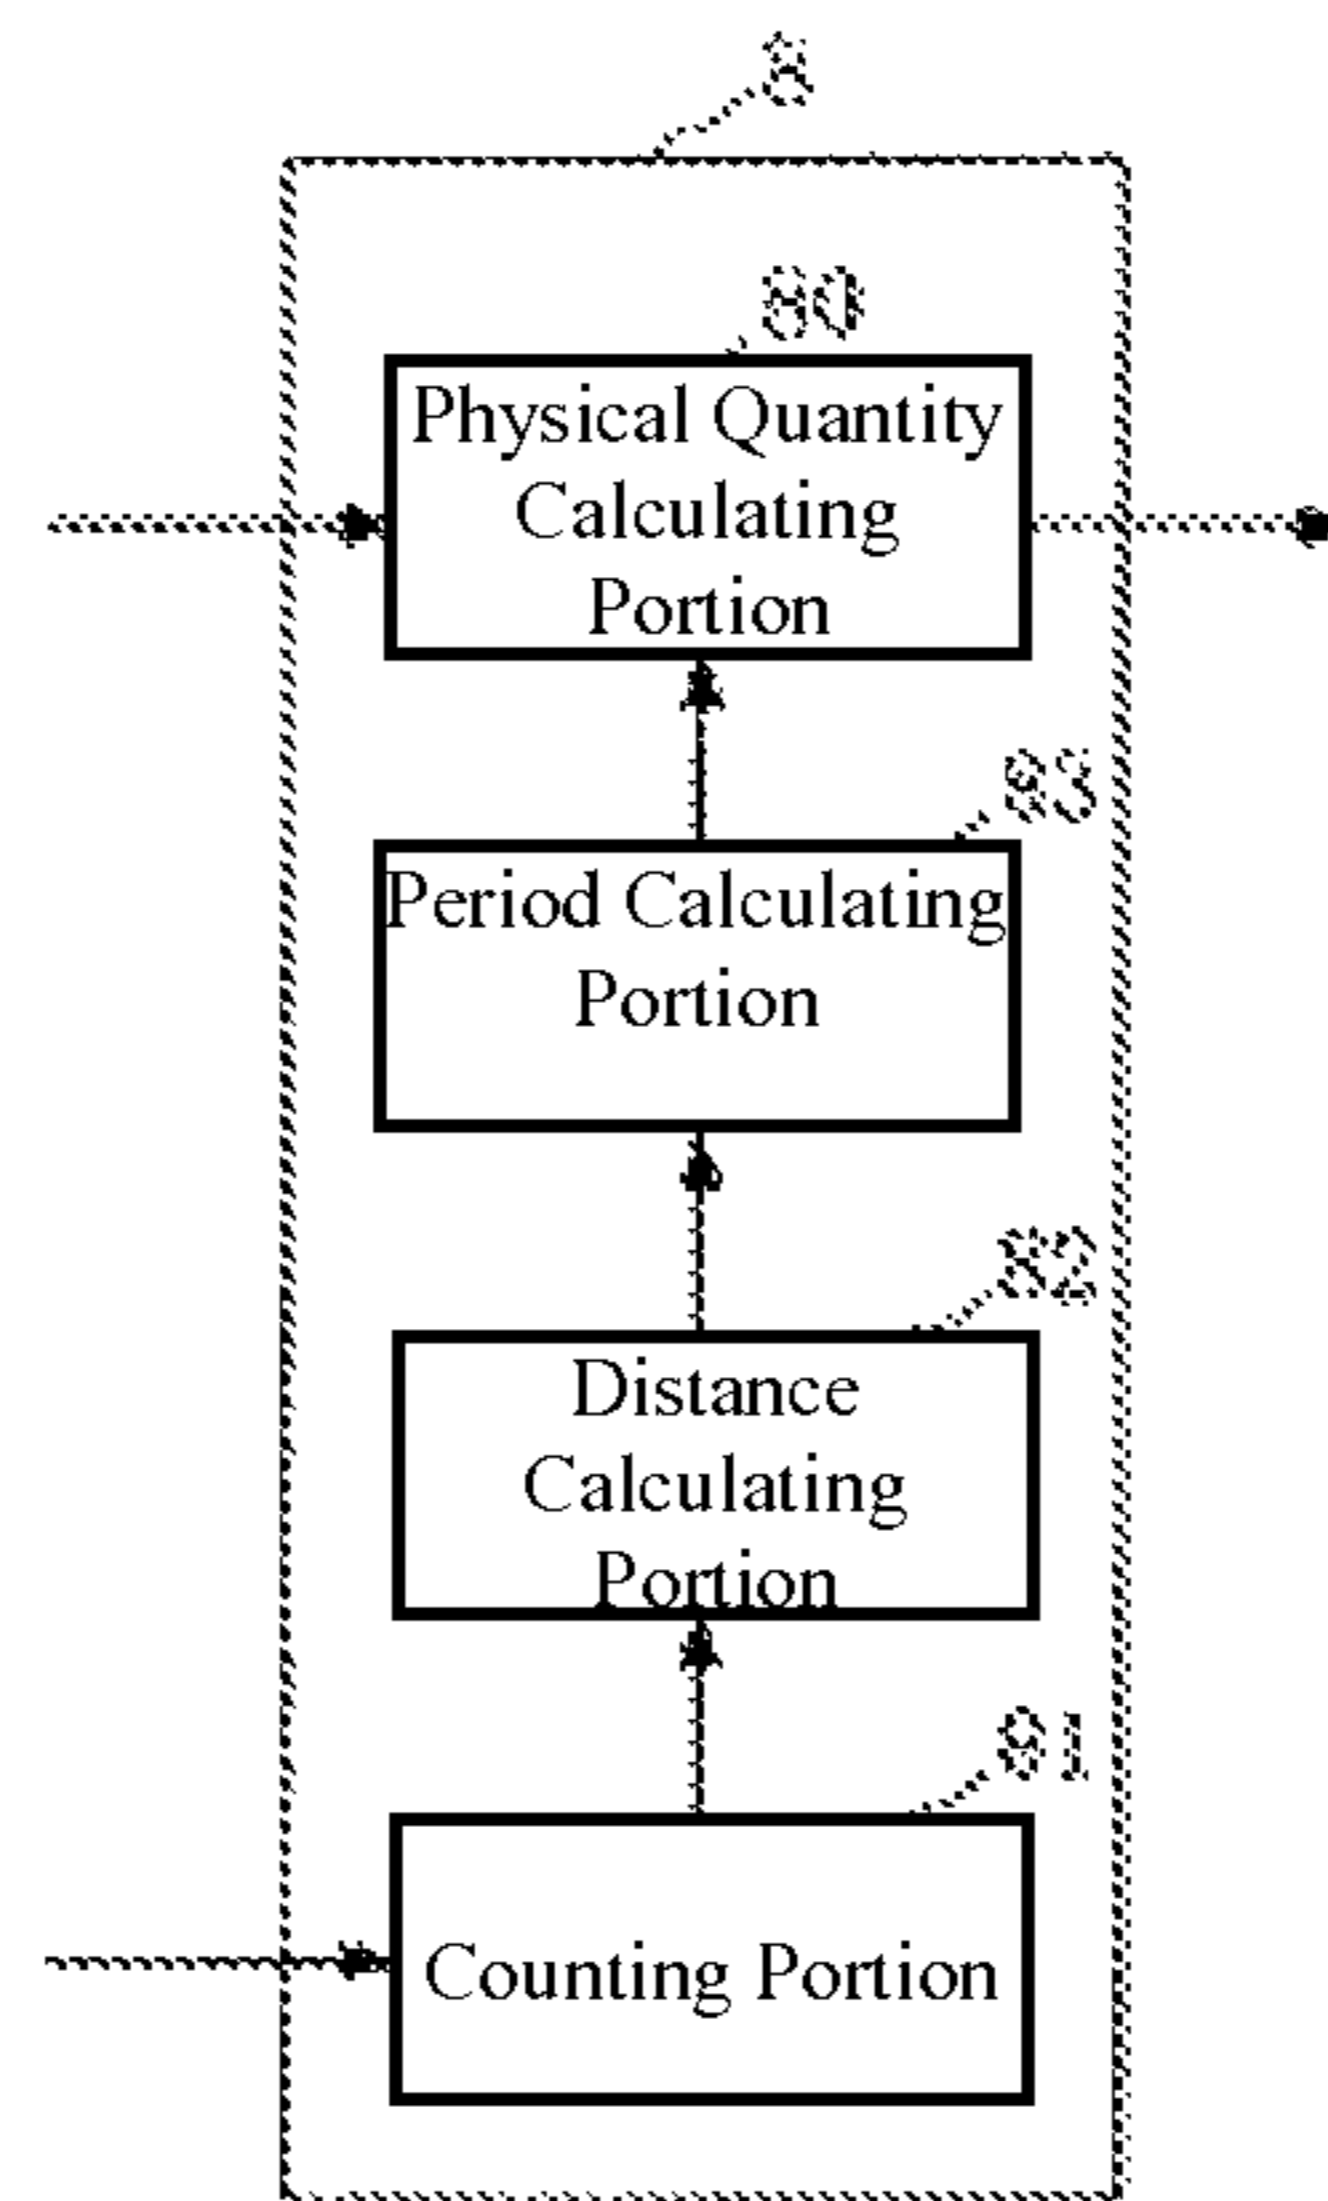 8
80
Physical Quantity
Calculating
Portion
83
Period Calculating
Portion
82
Distance
Calculating
Portion
81
Counting Portion